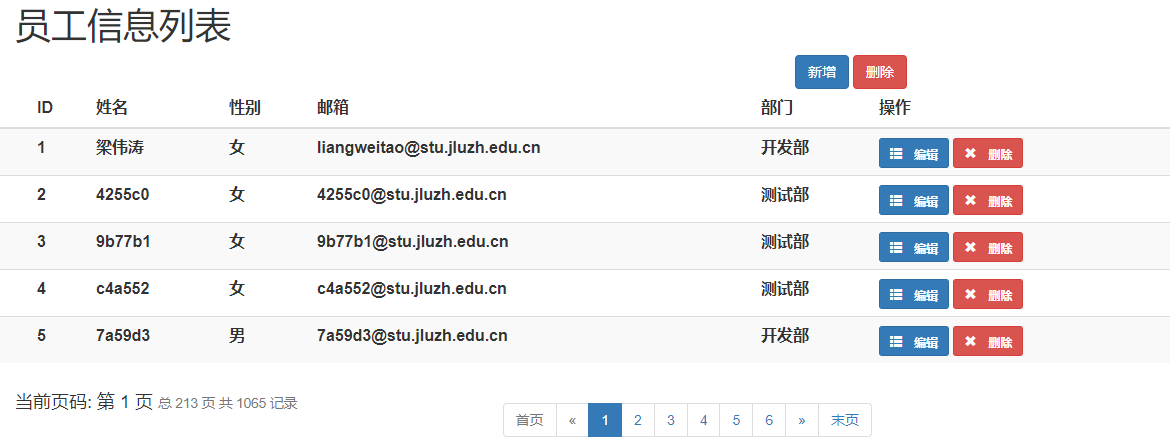 员工信息列表
新增 删除
ID 姓名 性别 邮箱 部门 操作
1 梁伟涛 女 liangweitao@stu.jluzh.edu.cn 开发部 编辑 删除
2 4255c0 女 4255c0@stu.jluzh.edu.cn 测试部 编辑 删除
3 9b77b1 女 9b77b1@stu.jluzh.edu.cn 测试部 编辑 删除
4 c4a552 女 c4a552@stu.jluzh.edu.cn 测试部 编辑 删除
5 7a59d3 男 7a59d3@stu.jluzh.edu.cn 开发部 编辑 删除
当前页码: 第 1 页 总 213 页 共 1065 记录
首页 « 1 2 3 4 5 6 » 末页